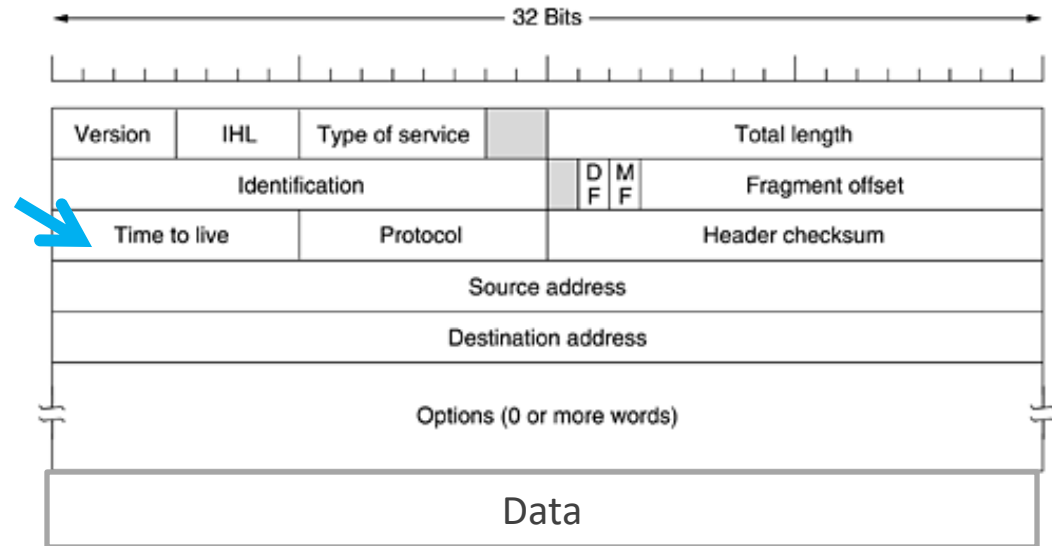 32 Bits
Version IHL Type of service Total length
Identification D F M F Fragment offset
Time to live Protocol Header checksum
Source address
Destination address
Options (0 or more words)
Data